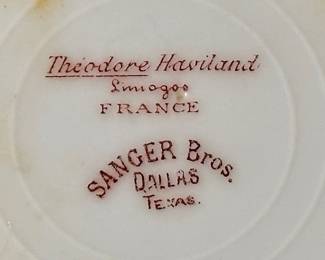 Theodore Haviland
Limoges
FRANCE
SANGER Bros.
DALLAS
TEXAS.